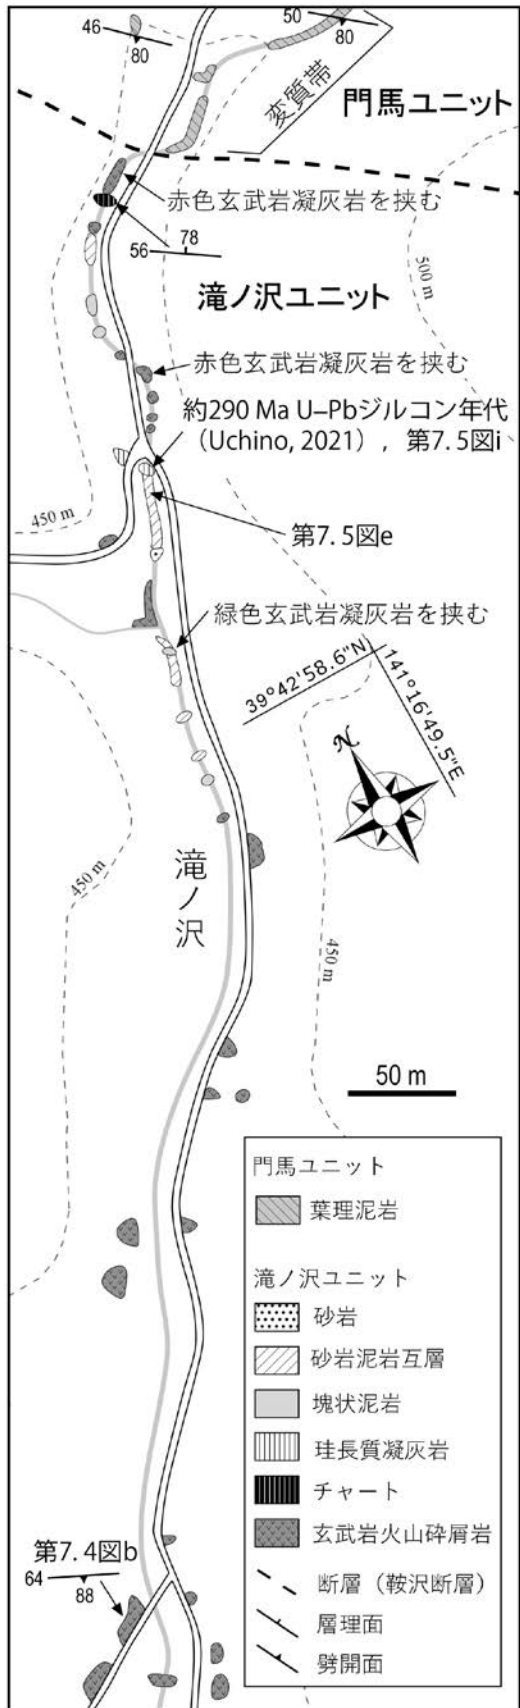 46
80
50
80
変質帯
門馬ユニット
赤色玄武岩凝灰岩を挟む
56
78
滝ノ沢ユニット
500 m
赤色玄武岩凝灰岩を挟む
約290 Ma U–Pbジルコン年代
（Uchino, 2021）, 第7.5図i
450 m
第7.5図e
緑色玄武岩凝灰岩を挟む
39°42'58.6"N
141°16'49.5"E
N
滝ノ沢
450 m
450 m
50 m
門馬ユニット
葉理泥岩
滝ノ沢ユニット
砂岩
砂岩泥岩互層
塊状泥岩
珪長質凝灰岩
チャート
玄武岩火山砕屑岩
断層（鞍沢断層）
層理面
劈開面
第7.4図b
64
88